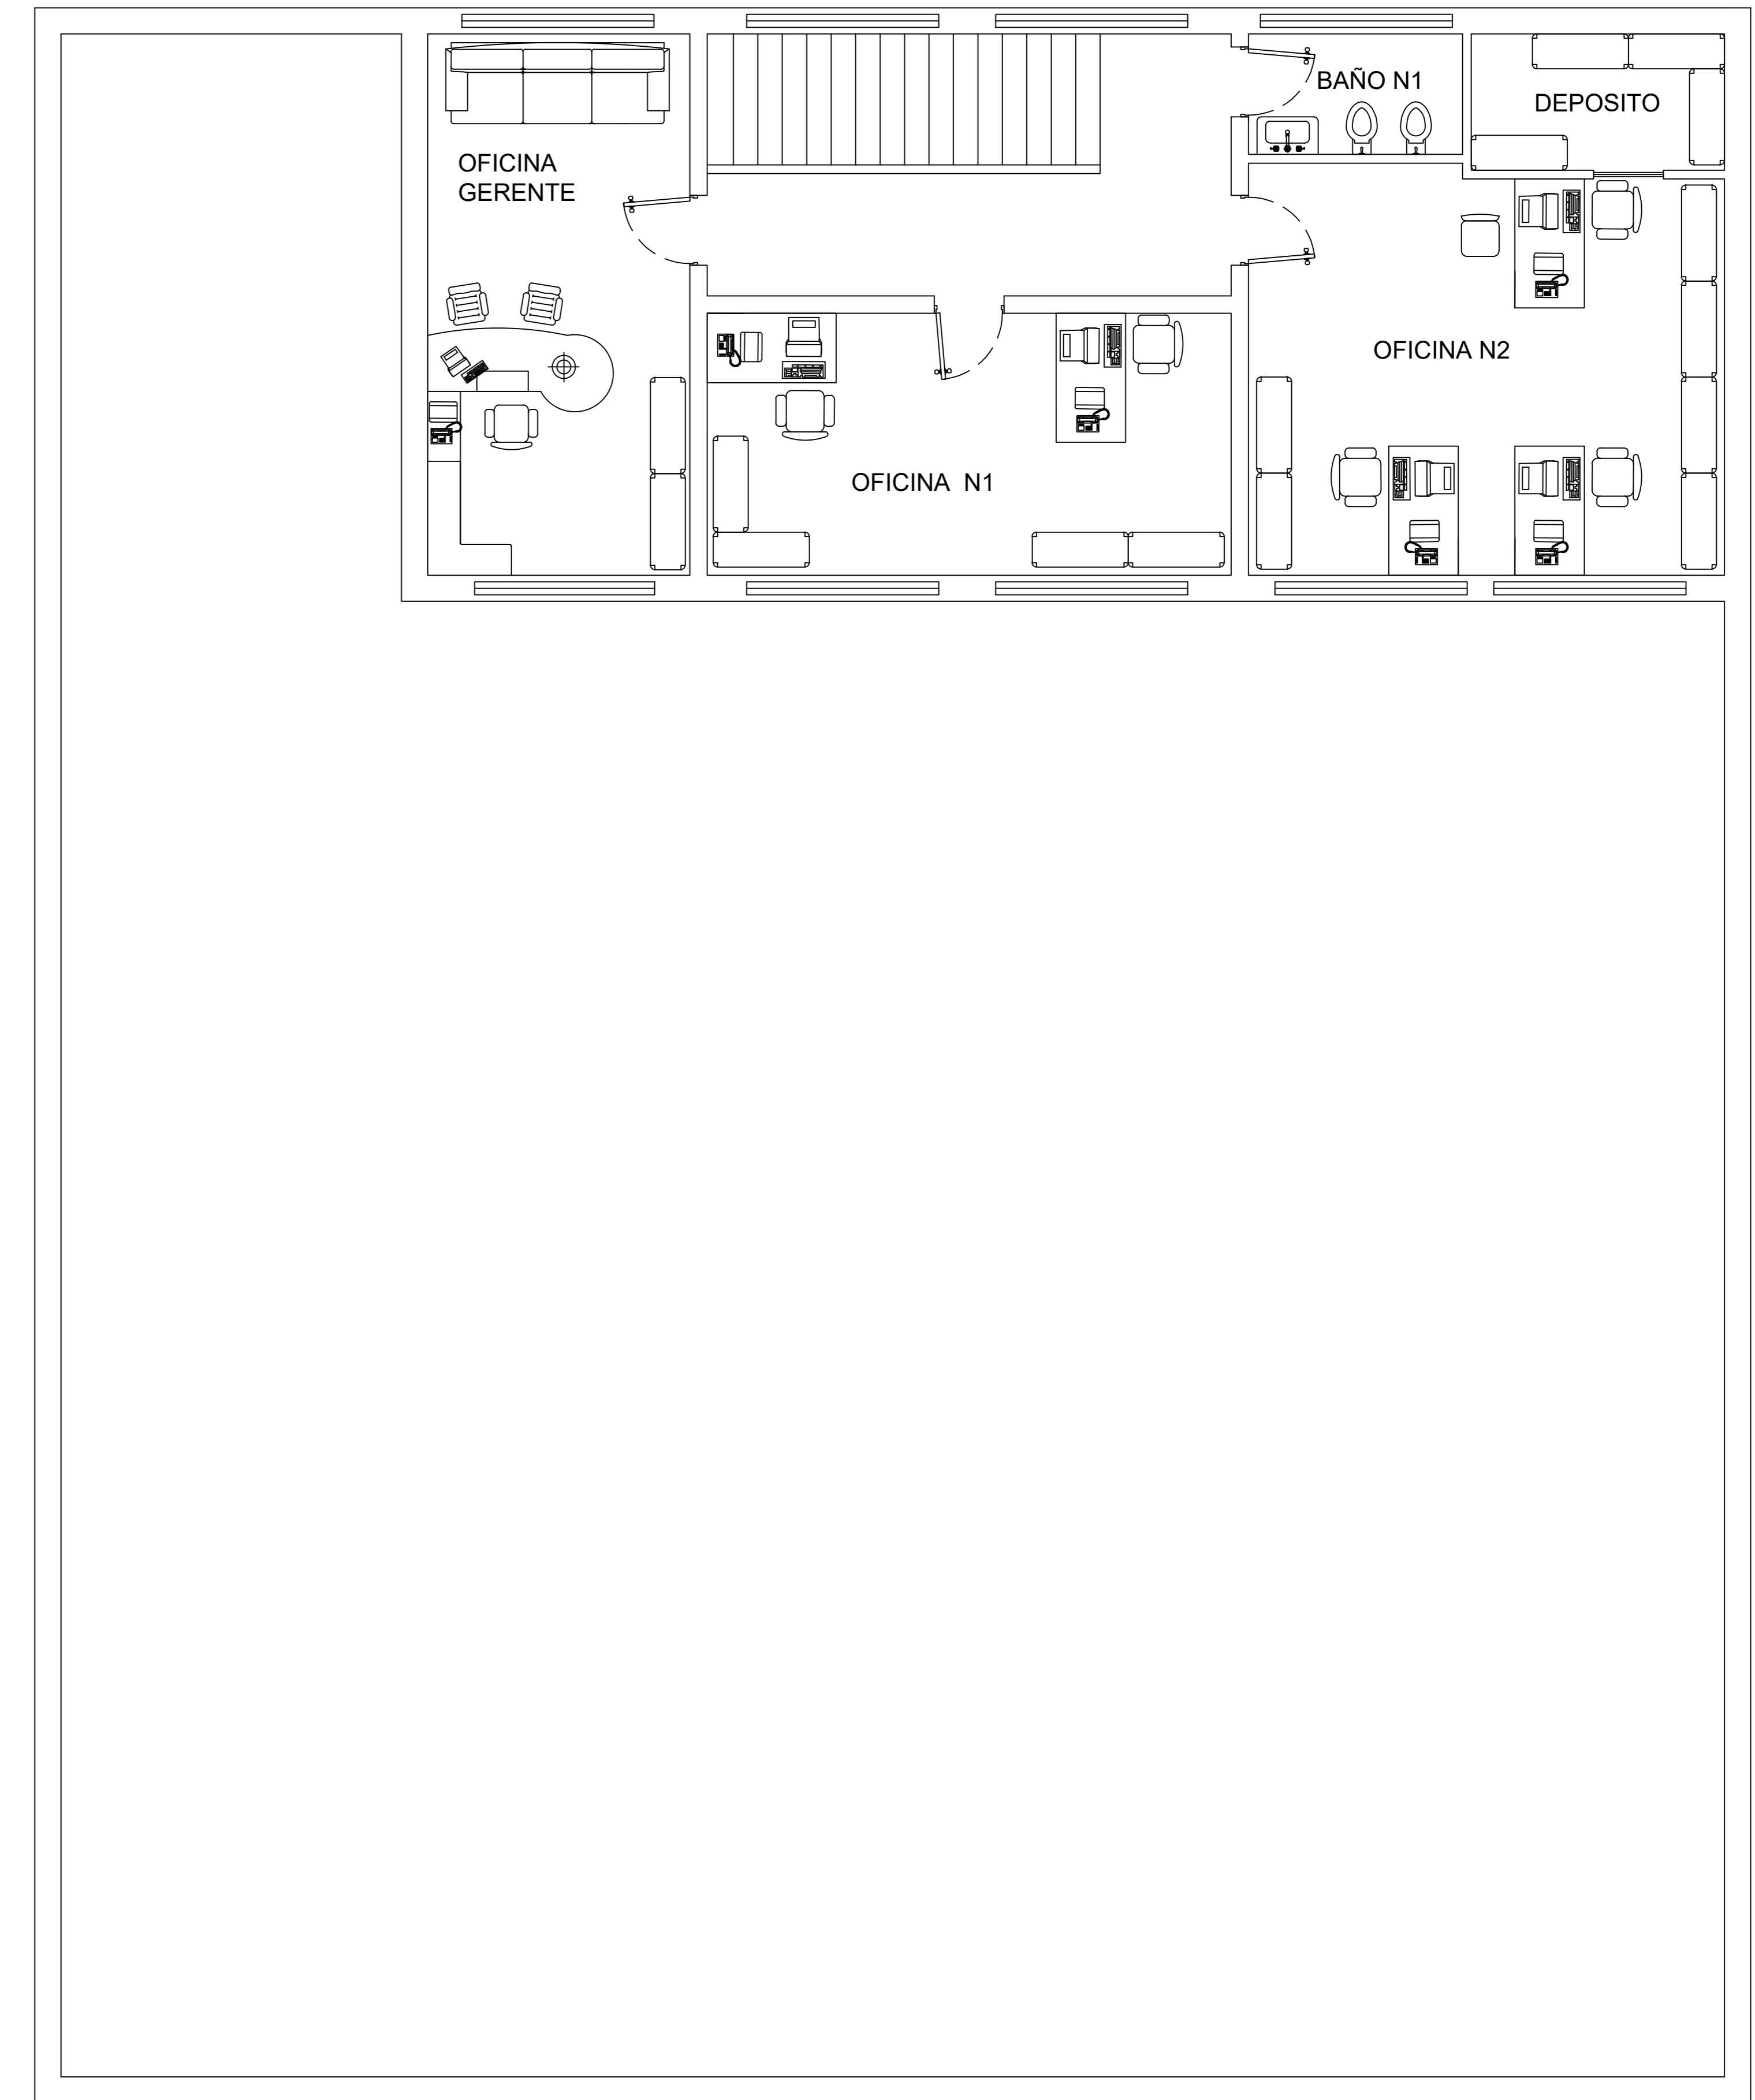 BAÑO N1
DEPOSITO
OFICINA
GERENTE
OFICINA N2
OFICINA  N1